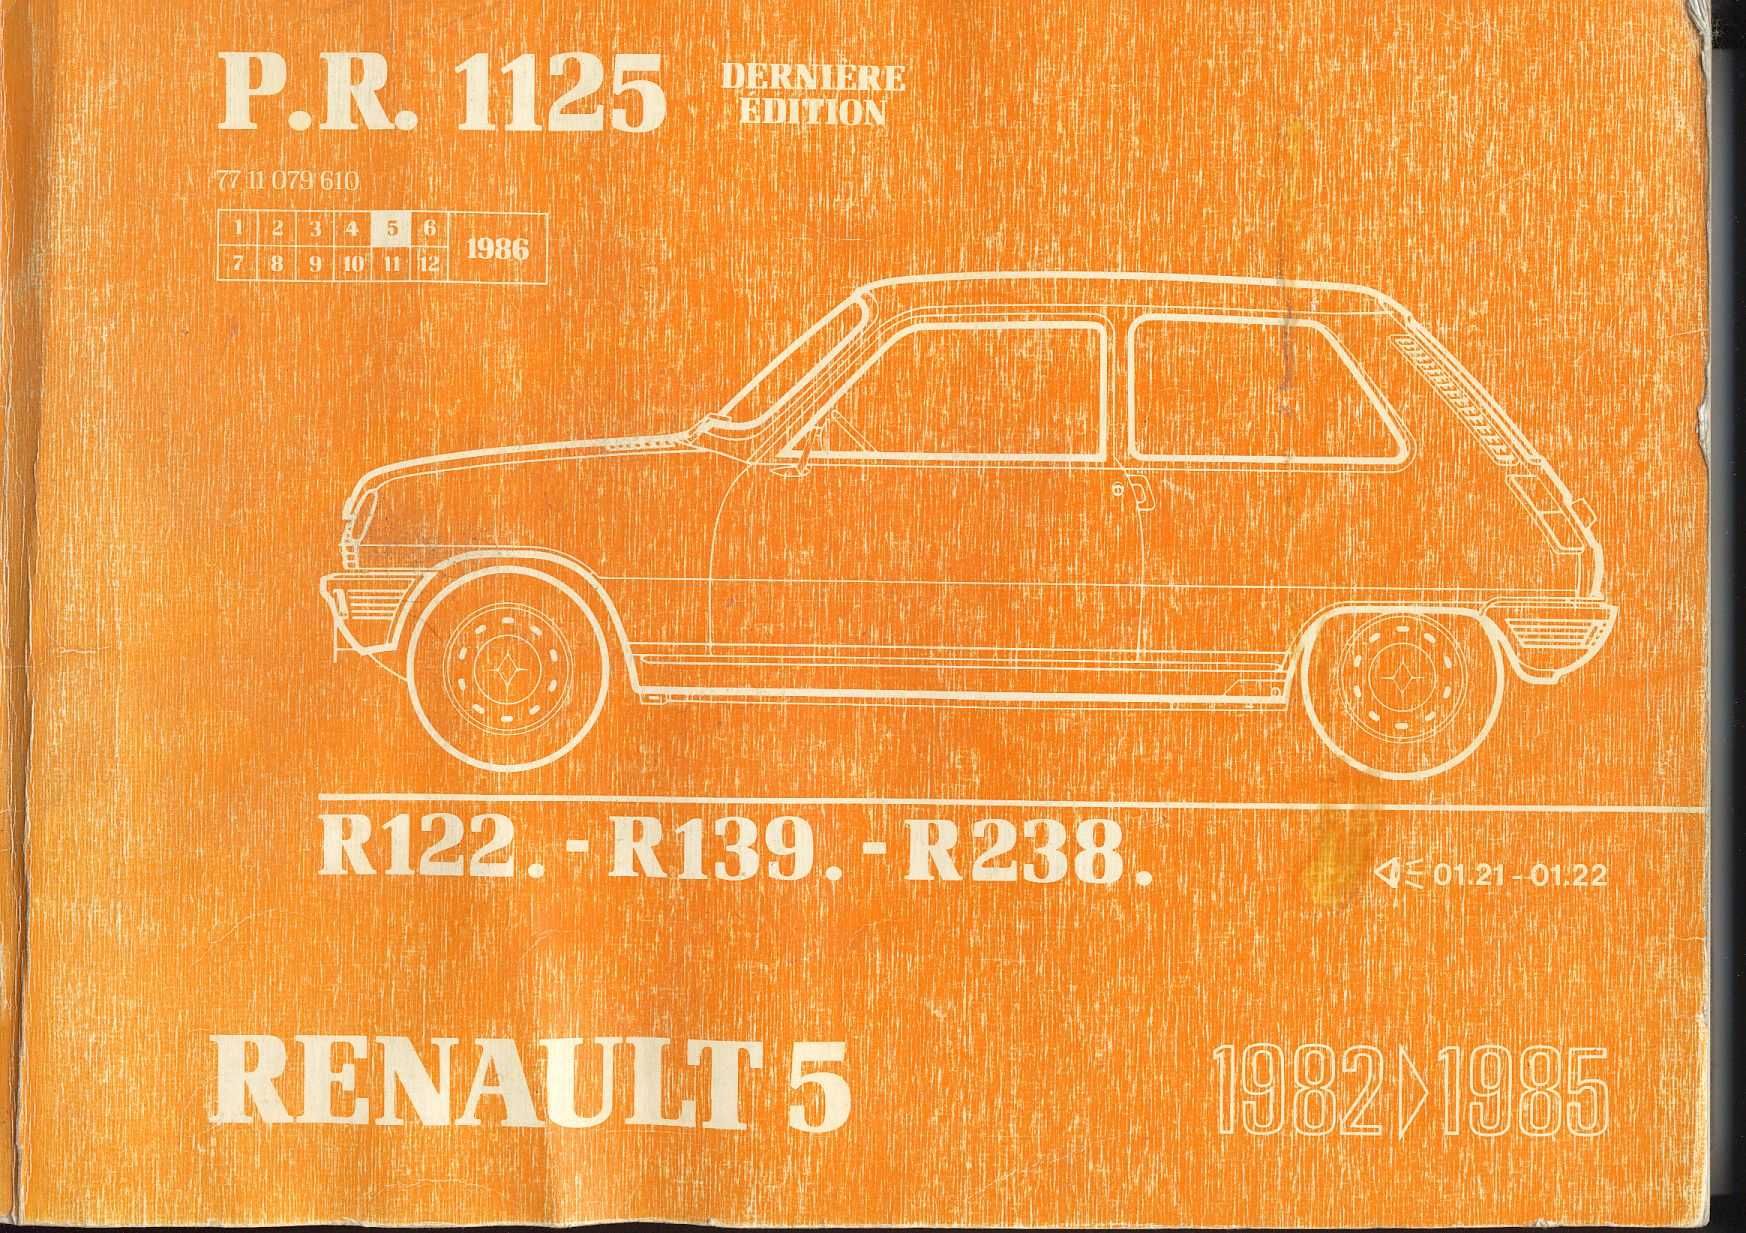 P.R. 1125
DERNIÈRE
ÉDITION
77 11 079 610
1 2 3 4 5 6
7 8 9 10 11 12
1986
R122. - R139. - R238.
01.21 - 01.22
RENAULT 5
1982 1985